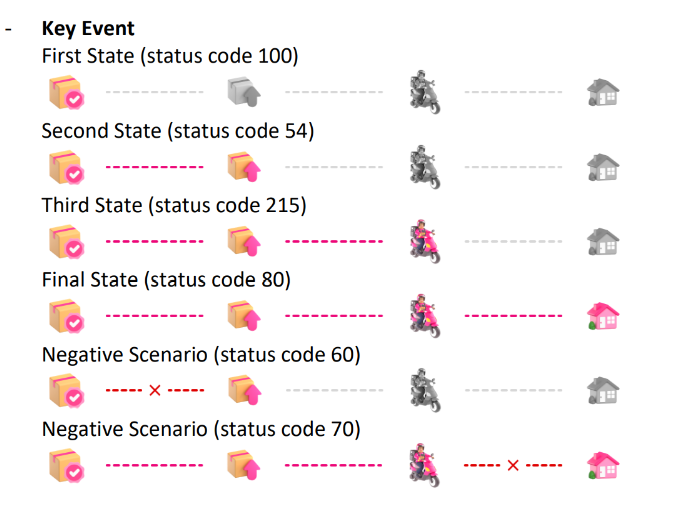 - Key Event
First State (status code 100)
Second State (status code 54)
Third State (status code 215)
Final State (status code 80)
Negative Scenario (status code 60)
Negative Scenario (status code 70)